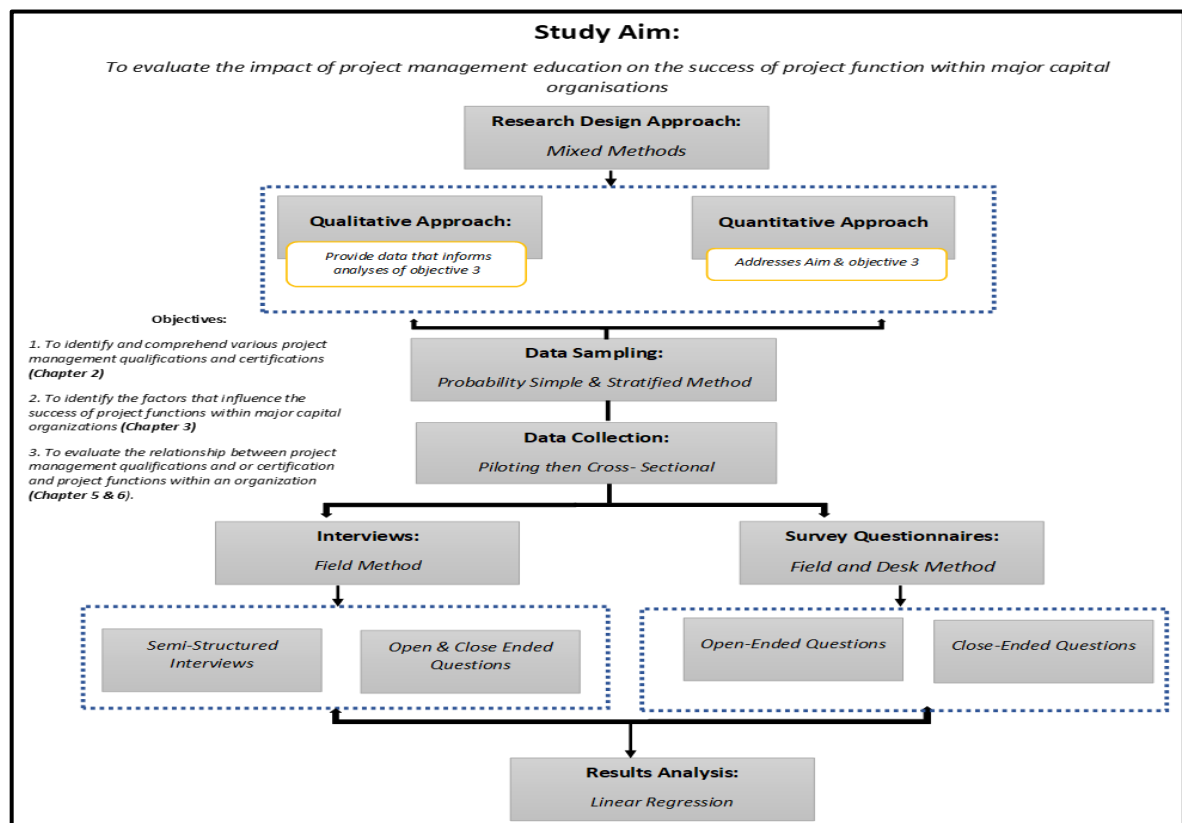 Study Aim:
To evaluate the impact of project management education on the success of project function within major capital
organisations
Research Design Approach:
Mixed Methods
Qualitative Approach:
Provide data that informs
analyses of objective 3
Quantitative Approach
Addresses Aim & objective 3
Objectives:
1. To identify and comprehend various project
management qualifications and certifications
(Chapter 2)
2. To identify the factors that influence the
success of project functions within major capital
organizations (Chapter 3)
3. To evaluate the relationship between project
management qualifications and or certification
and project functions within an organization
(Chapter 5 & 6).
Data Sampling:
Probability Simple & Stratified Method
Data Collection:
Piloting then Cross- Sectional
Interviews:
Field Method
Survey Questionnaires:
Field and Desk Method
Semi-Structured
Interviews
Open & Close Ended
Questions
Open-Ended Questions
Close-Ended Questions
Results Analysis:
Linear Regression